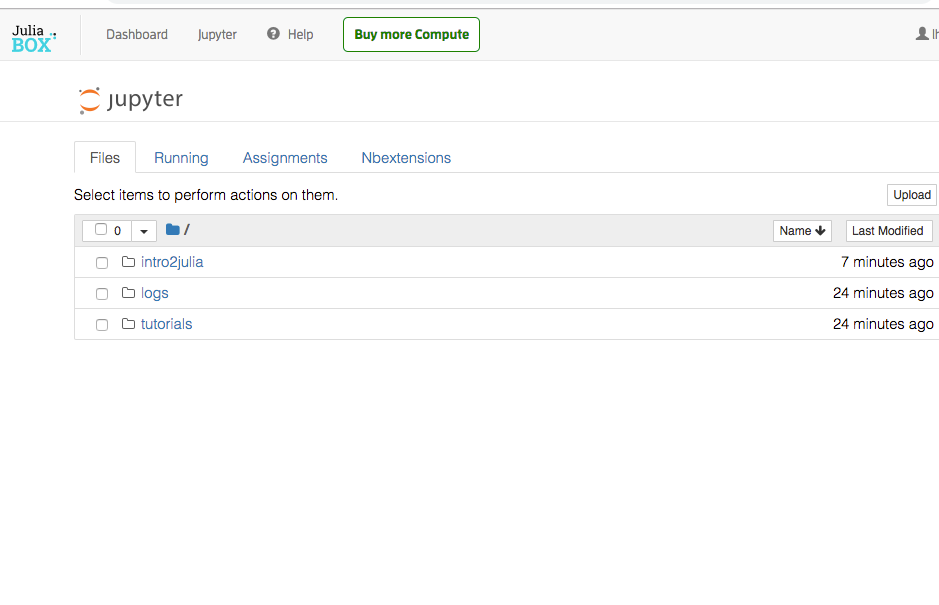 Julia
BOX
Dashboard Jupyter Help Buy more Compute
jupyter
Files Running Assignments Nbextensions
Select items to perform actions on them. Upload
0 / Name Last Modified
intro2julia 7 minutes ago
logs 24 minutes ago
tutorials 24 minutes ago